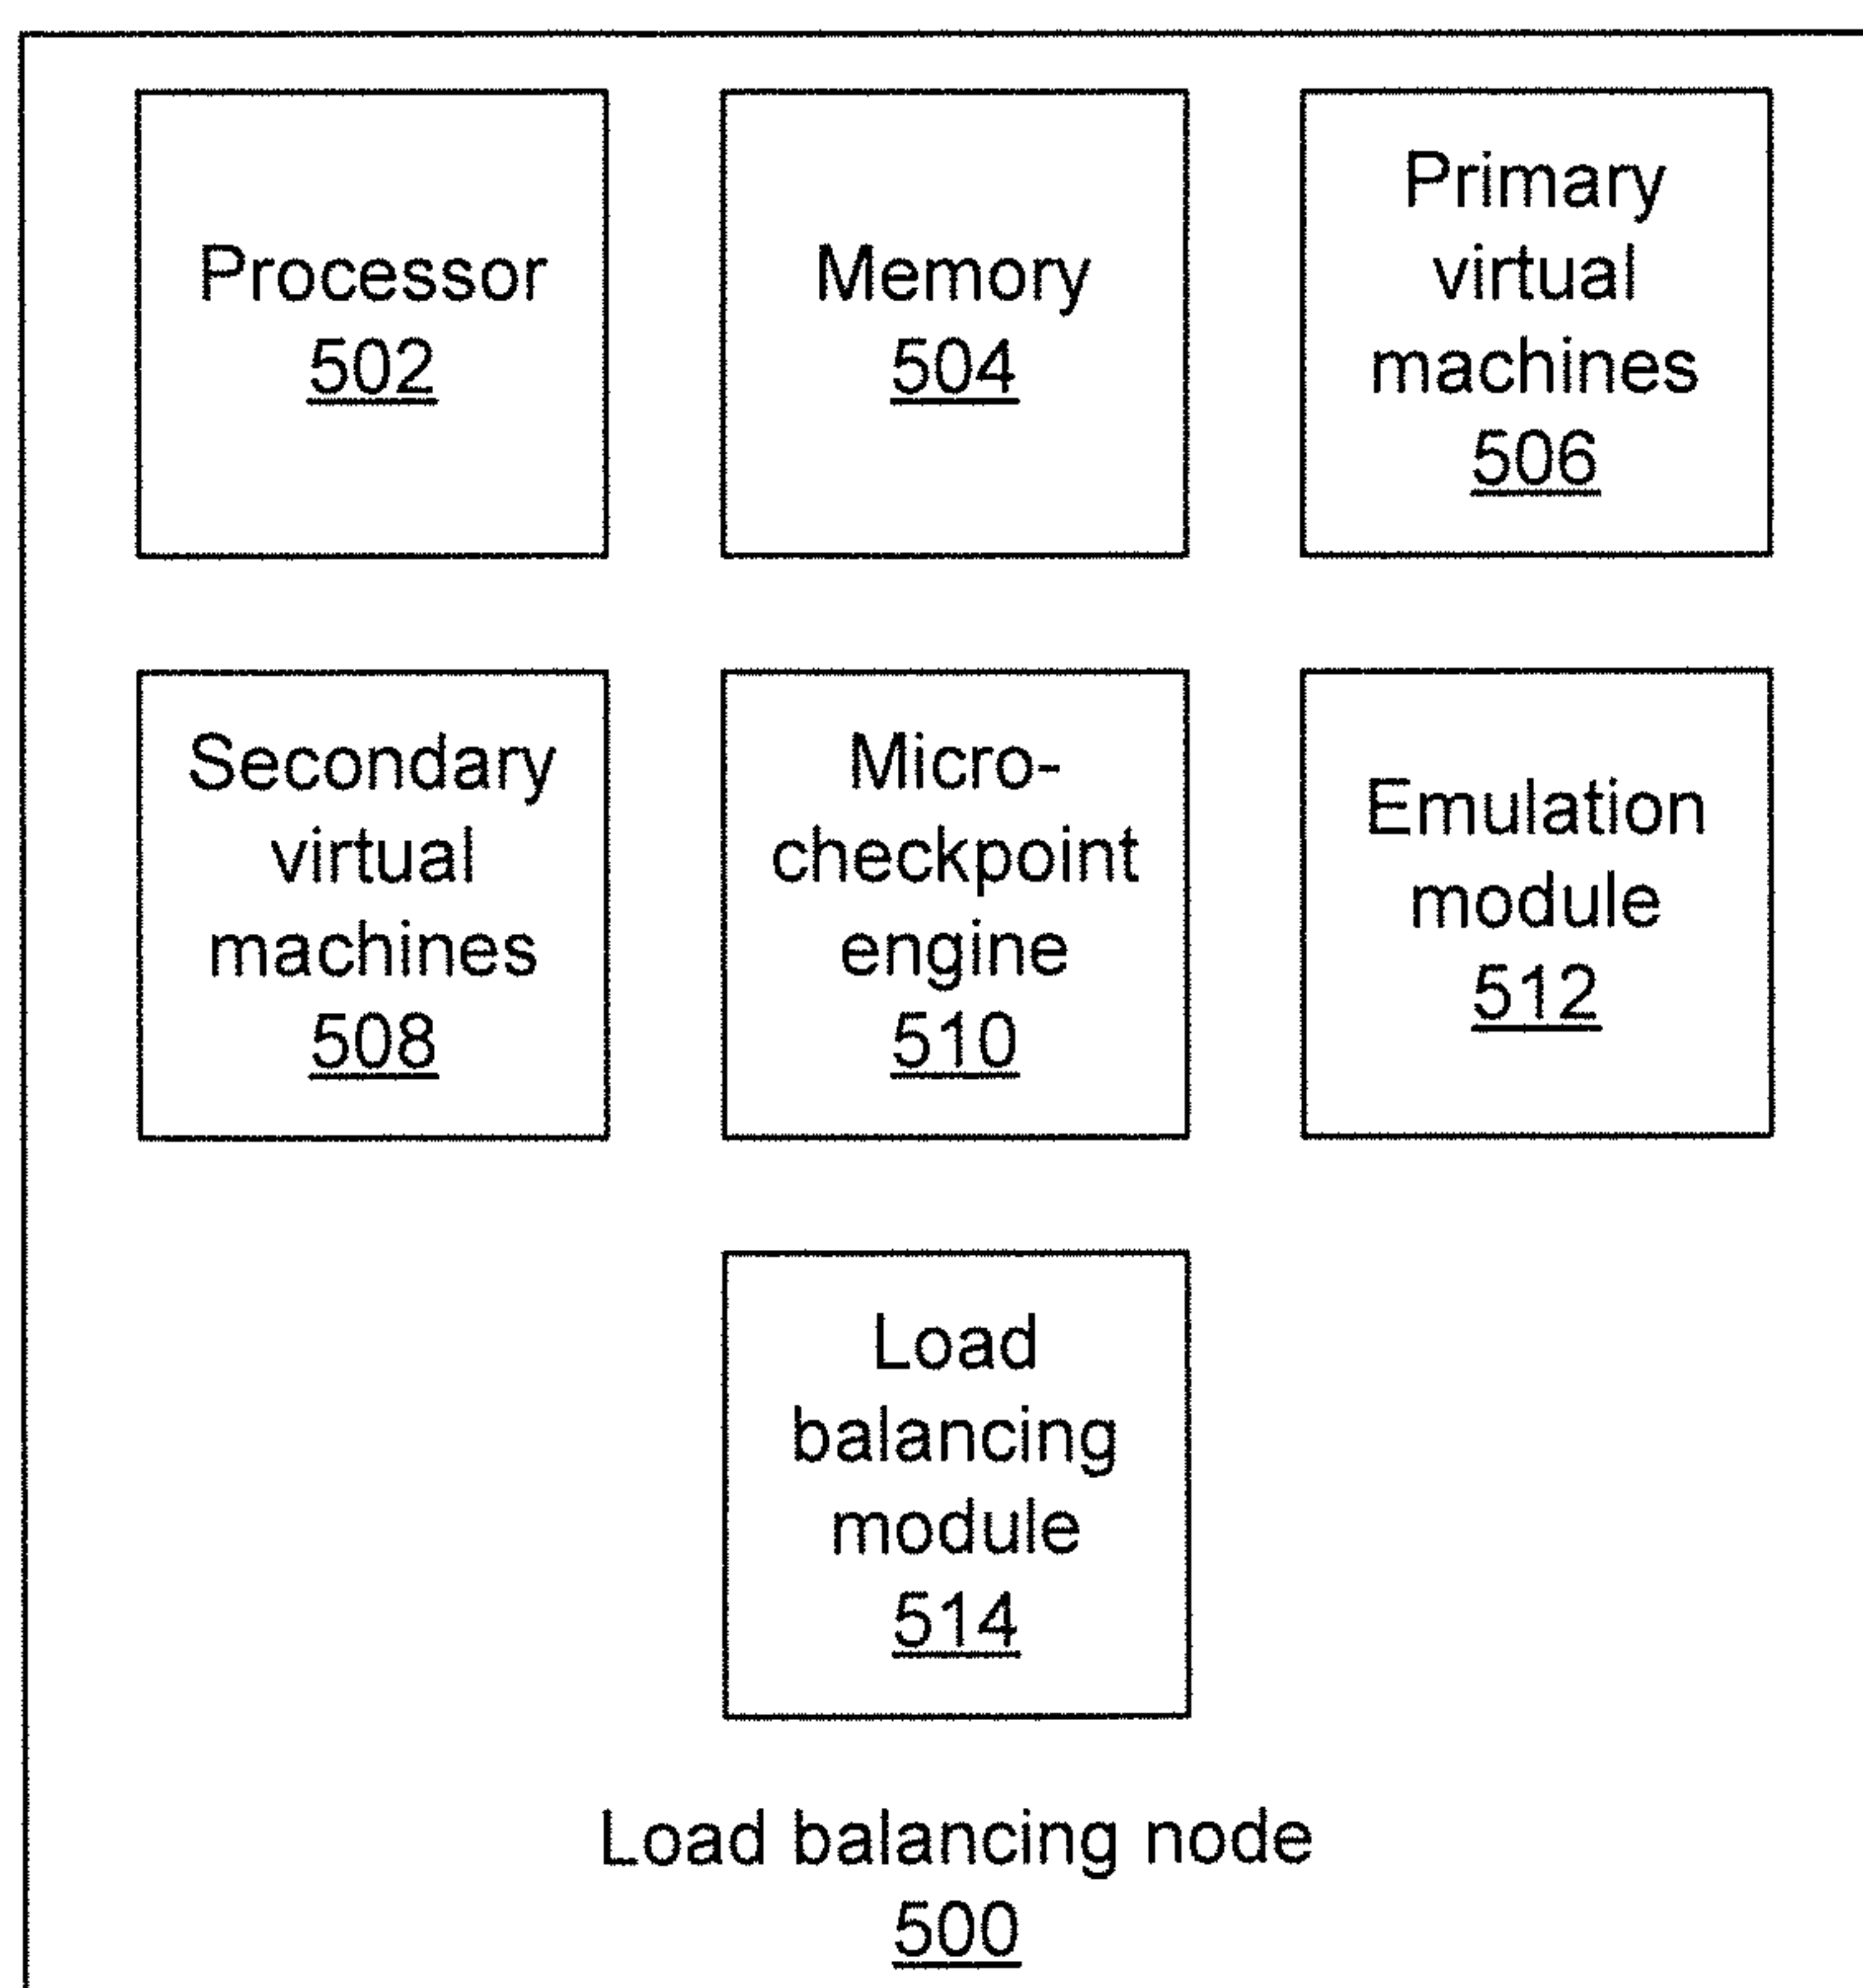 Processor
502
Memory
504
Primary
virtual
machines
506
Secondary
virtual
machines
508
Micro-
checkpoint
engine
510
Emulation
module
512
Load
balancing
module
514
Load balancing node
500